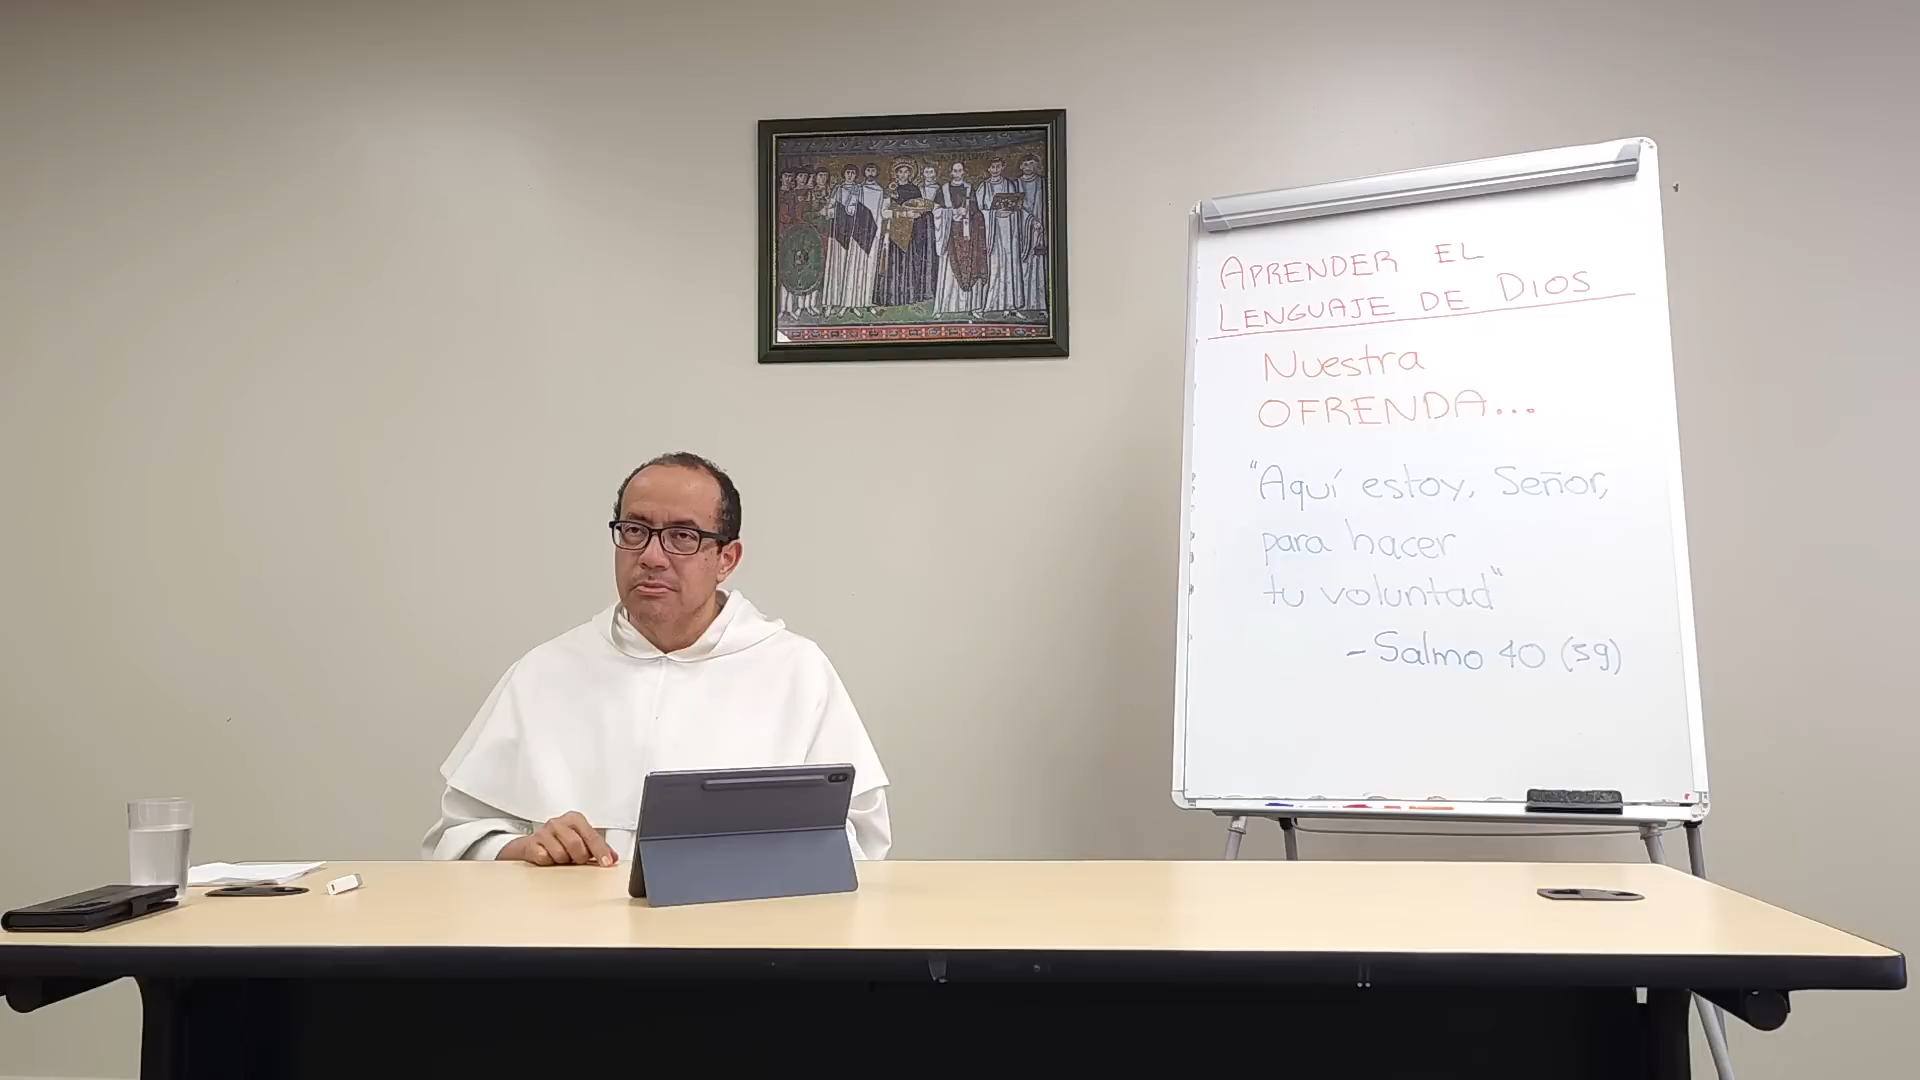 APRENDER EL
LENGUAJE DE DIOS
Nuestra
OFRENDA...
"Aquí estoy, Señor,
para hacer
tu voluntad"
- Salmo 40 (39)